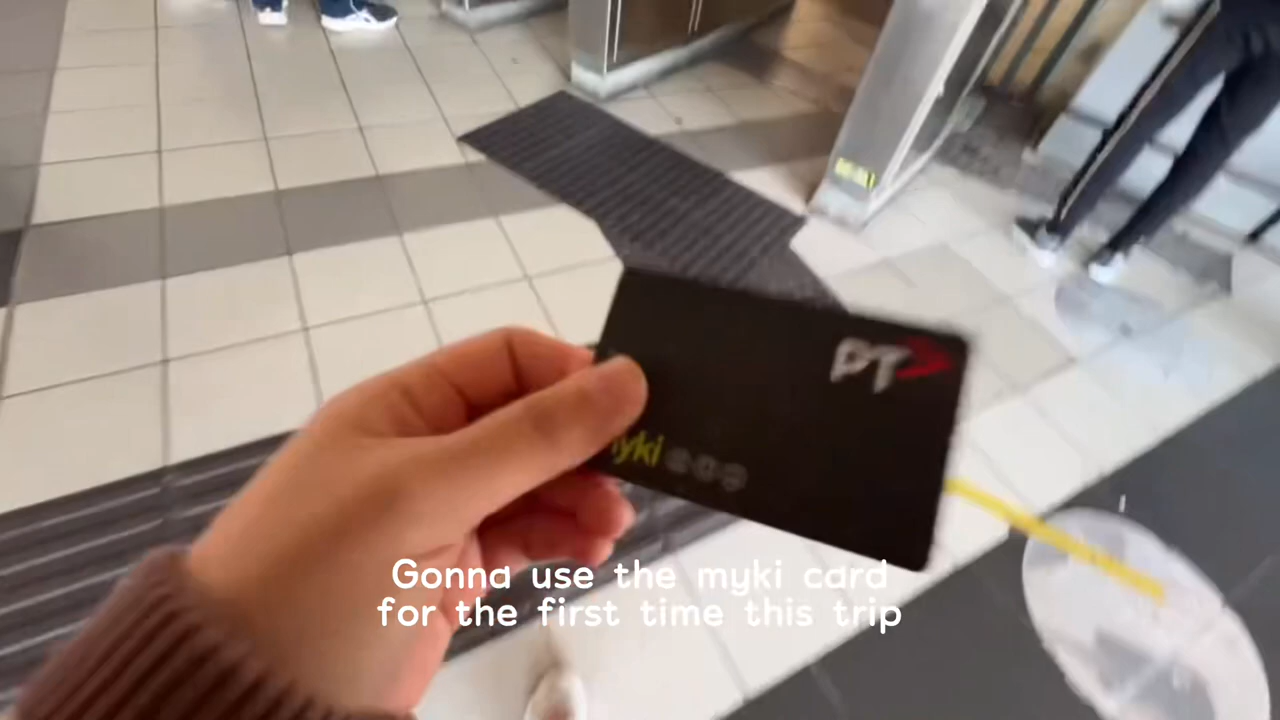 PT>
myki
Gonna use the myki card
for the first time this trip